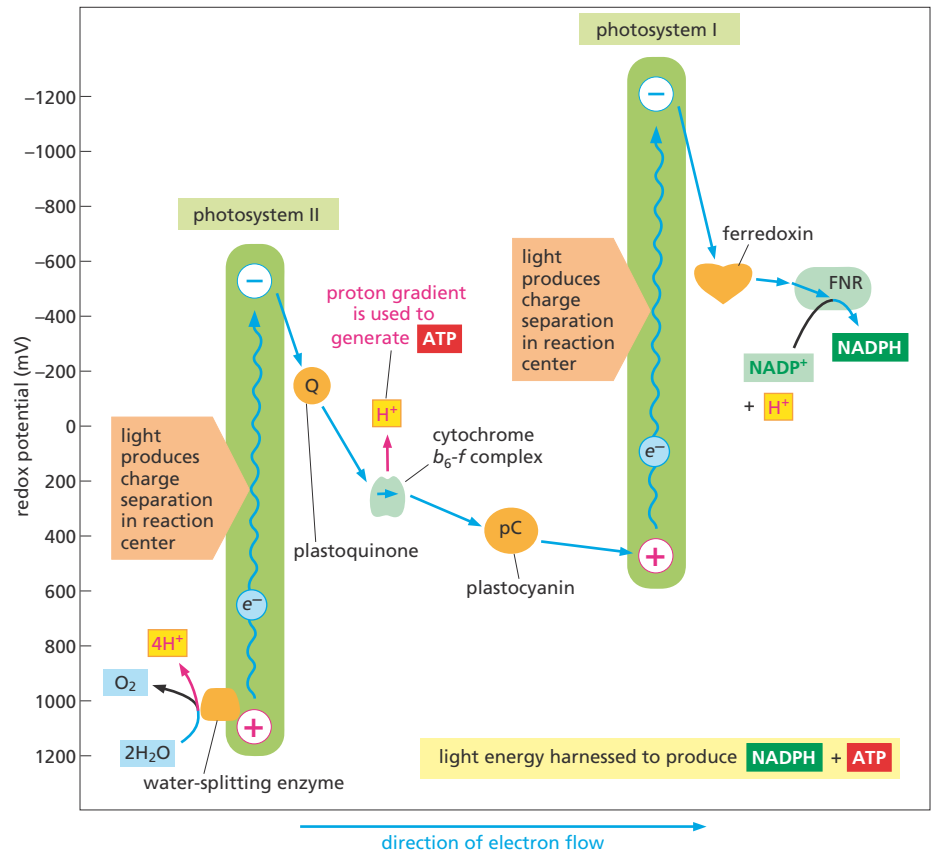 photosystem I
−1200
−1000
−800
−600
−400
−200
0
200
400
600
800
1000
1200
redox potential (mV)
photosystem II
−
−
ferredoxin
light
produces
charge
separation
in reaction
center
FNR
proton gradient
is used to
generate ATP
NADPH
NADP+
+ H+
Q
H+
light
produces
charge
separation
in reaction
center
cytochrome
b6-f complex
e−
pC
plastoquinone
+
plastocyanin
e−
4H+
O2
+
2H2O
water-splitting enzyme
light energy harnessed to produce NADPH + ATP
direction of electron flow